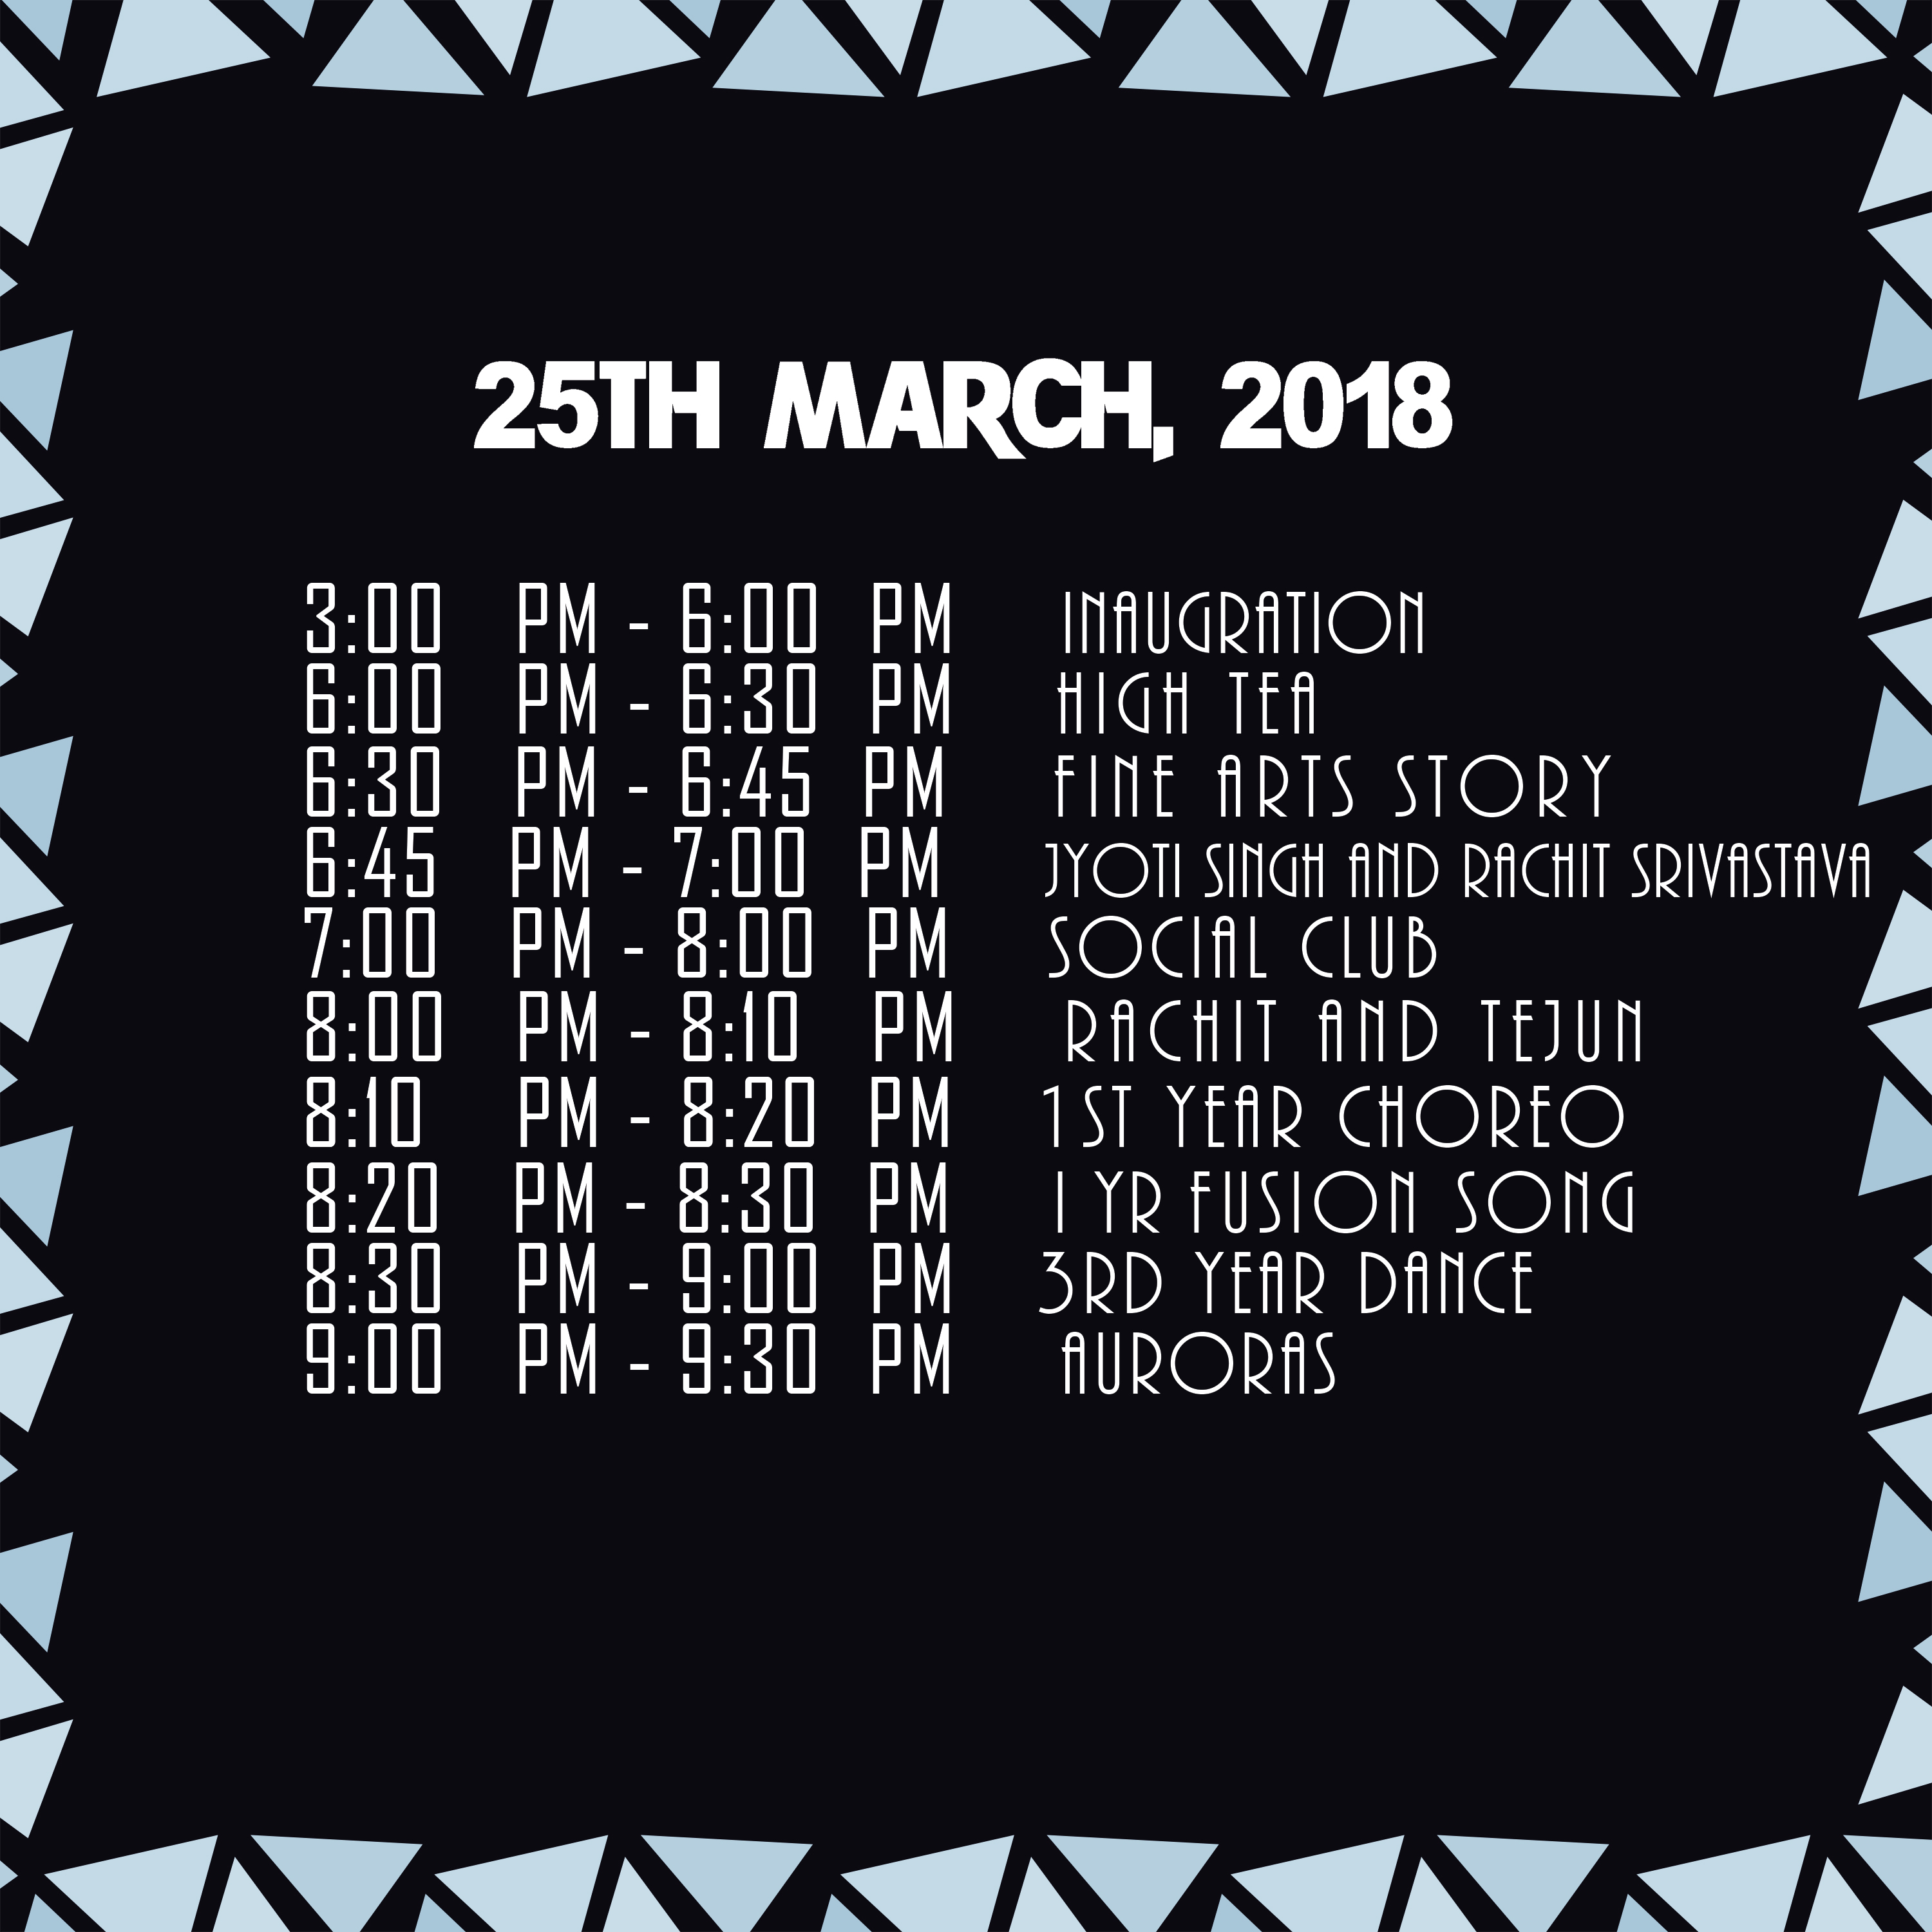 25TH MARCH, 2018
3:00 PM - 6:00 PM INAUGRATION
6:00 PM - 6:30 PM HIGH TEA
6:30 PM - 6:45 PM FINE ARTS STORY
6:45 PM - 7:00 PM JYOTI SINGH AND RACHIT SRIVASTAVA
7:00 PM - 8:00 PM SOCIAL CLUB
8:00 PM - 8:10 PM RACHIT AND TEJUN
8:10 PM - 8:20 PM 1ST YEAR CHOREO
8:20 PM - 8:30 PM I YR FUSION SONG
8:30 PM - 9:00 PM 3RD YEAR DANCE
9:00 PM - 9:30 PM AURORAS